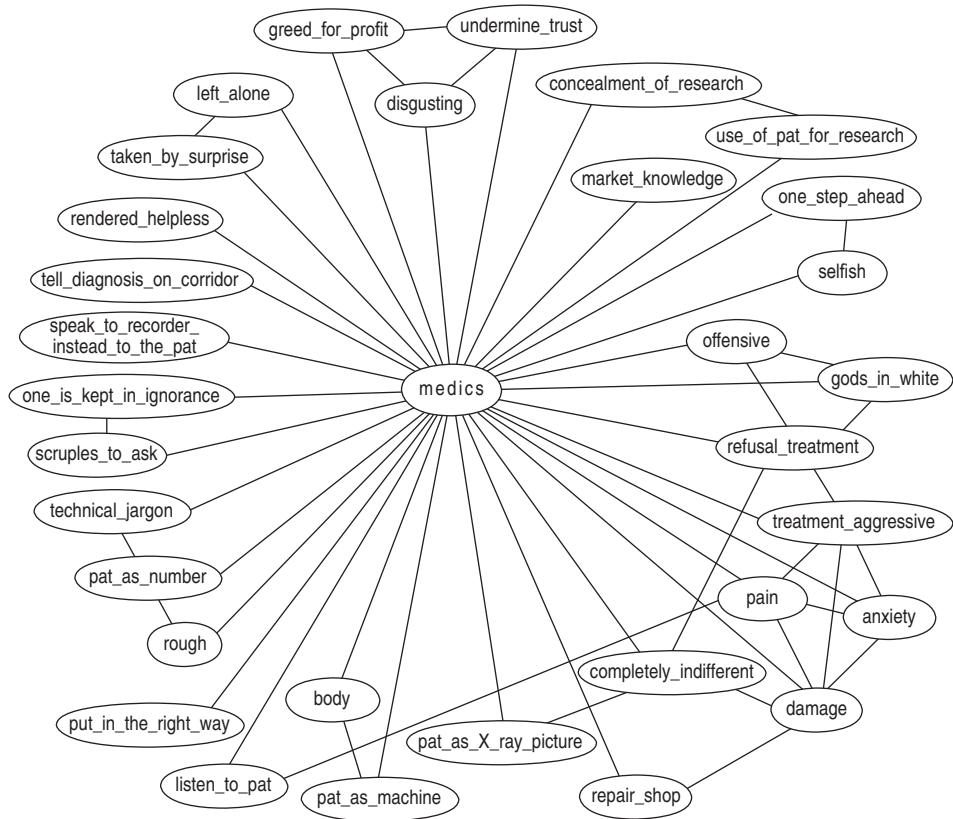 greed_for_profit
undermine_trust
disgusting
concealment_of_research
left_alone
use_of_pat_for_research
taken_by_surprise
market_knowledge
one_step_ahead
rendered_helpless
selfish
tell_diagnosis_on_corridor
speak_to_recorder_
instead_to_the_pat
offensive
gods_in_white
medics
one_is_kept_in_ignorance
refusal_treatment
scruples_to_ask
technical_jargon
treatment_aggressive
pat_as_number
pain
anxiety
rough
completely_indifferent
body
damage
put_in_the_right_way
pat_as_X_ray_picture
listen_to_pat
pat_as_machine
repair_shop